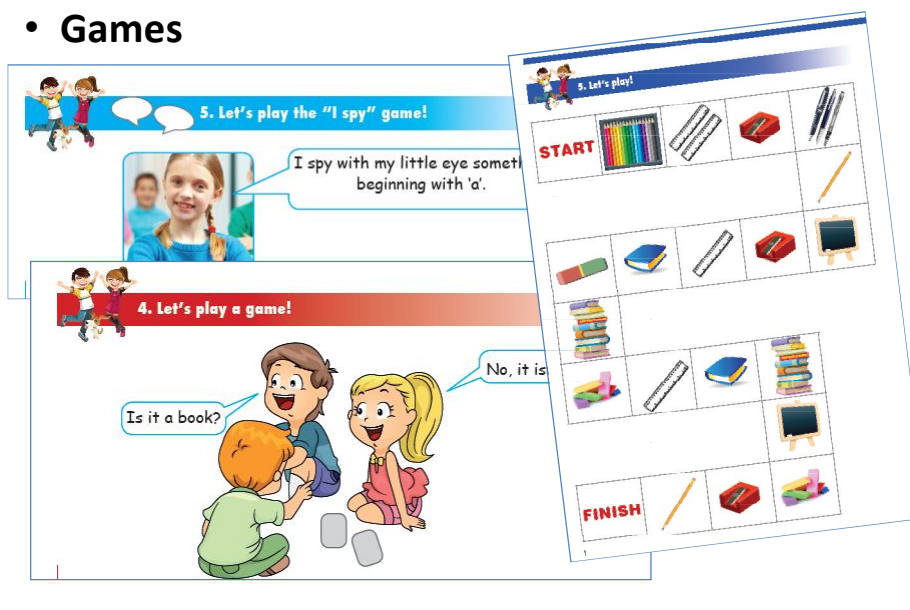 • Games
5. Let's play the "I spy" game!
I spy with my little eye someth
beginning with 'a'.
4. Let's play a game!
Is it a book?
No, it is
5. Let's play!
START
FINISH
1